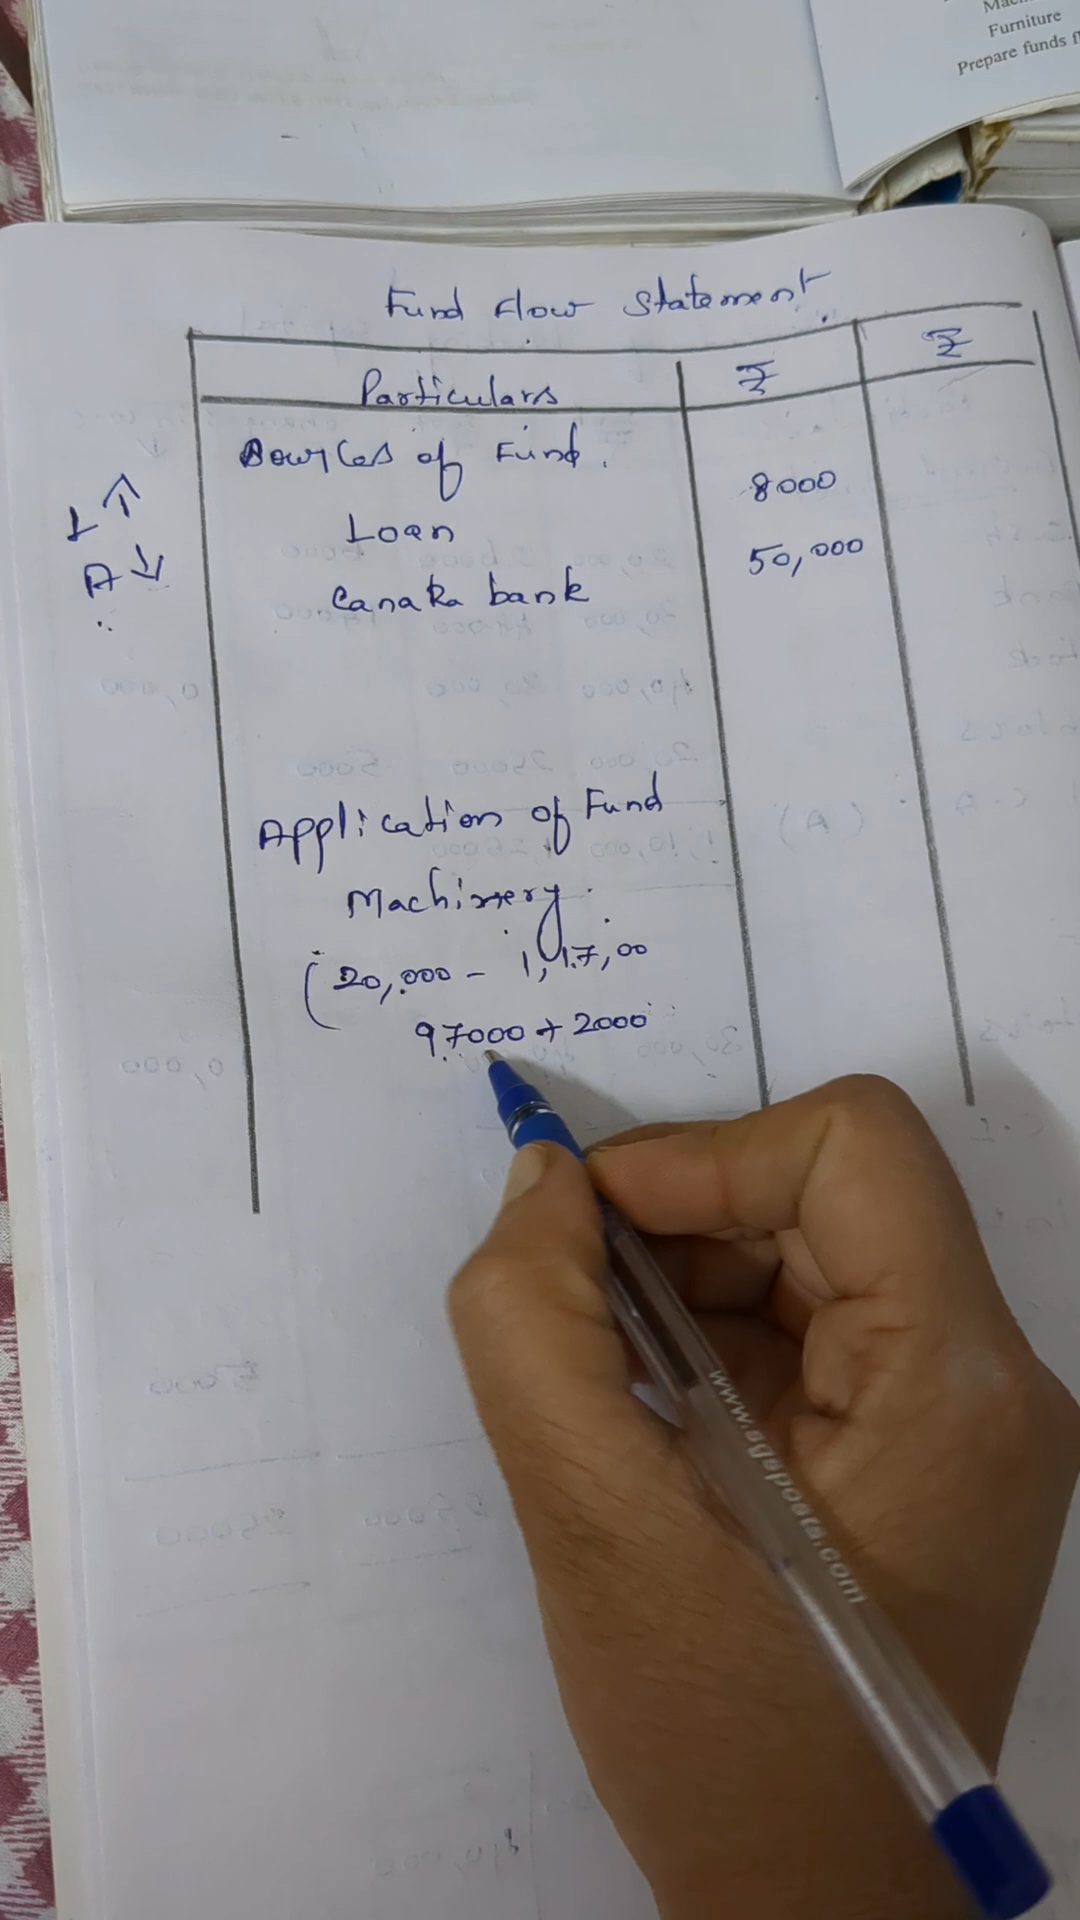 Furniture
Prepare funds
Fund Flow Statement
Particulars ₹ ₹
Sources of Fund.
L ↑
Loan 8000
A ↓
Canara bank 50,000
Application of Fund
Machinery
(20,000 - 1,17,00
97000 + 2000
www.sgsposts.com